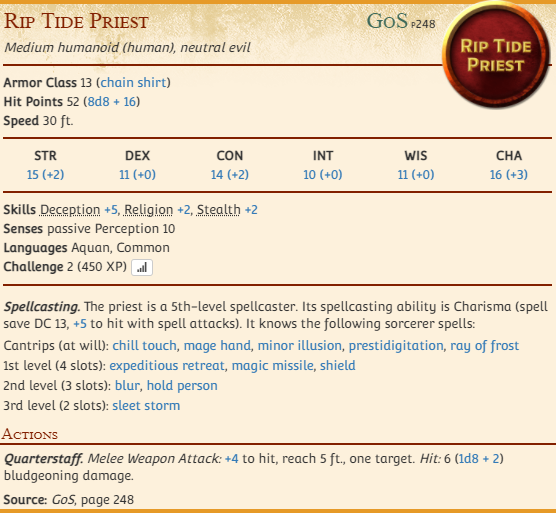 Rip Tide Priest GoS p248
Rip Tide
Priest
Medium humanoid (human), neutral evil
Armor Class 13 (chain shirt)
Hit Points 52 (8d8 + 16)
Speed 30 ft.
STR DEX CON INT WIS CHA
15 (+2) 11 (+0) 14 (+2) 10 (+0) 11 (+0) 16 (+3)
Skills Deception +5, Religion +2, Stealth +2
Senses passive Perception 10
Languages Aquan, Common
Challenge 2 (450 XP)
Spellcasting. The priest is a 5th-level spellcaster. Its spellcasting ability is Charisma (spell
save DC 13, +5 to hit with spell attacks). It knows the following sorcerer spells:
Cantrips (at will): chill touch, mage hand, minor illusion, prestidigitation, ray of frost
1st level (4 slots): expeditious retreat, magic missile, shield
2nd level (3 slots): blur, hold person
3rd level (2 slots): sleet storm
Actions
Quarterstaff. Melee Weapon Attack: +4 to hit, reach 5 ft., one target. Hit: 6 (1d8 + 2)
bludgeoning damage.
Source: GoS, page 248